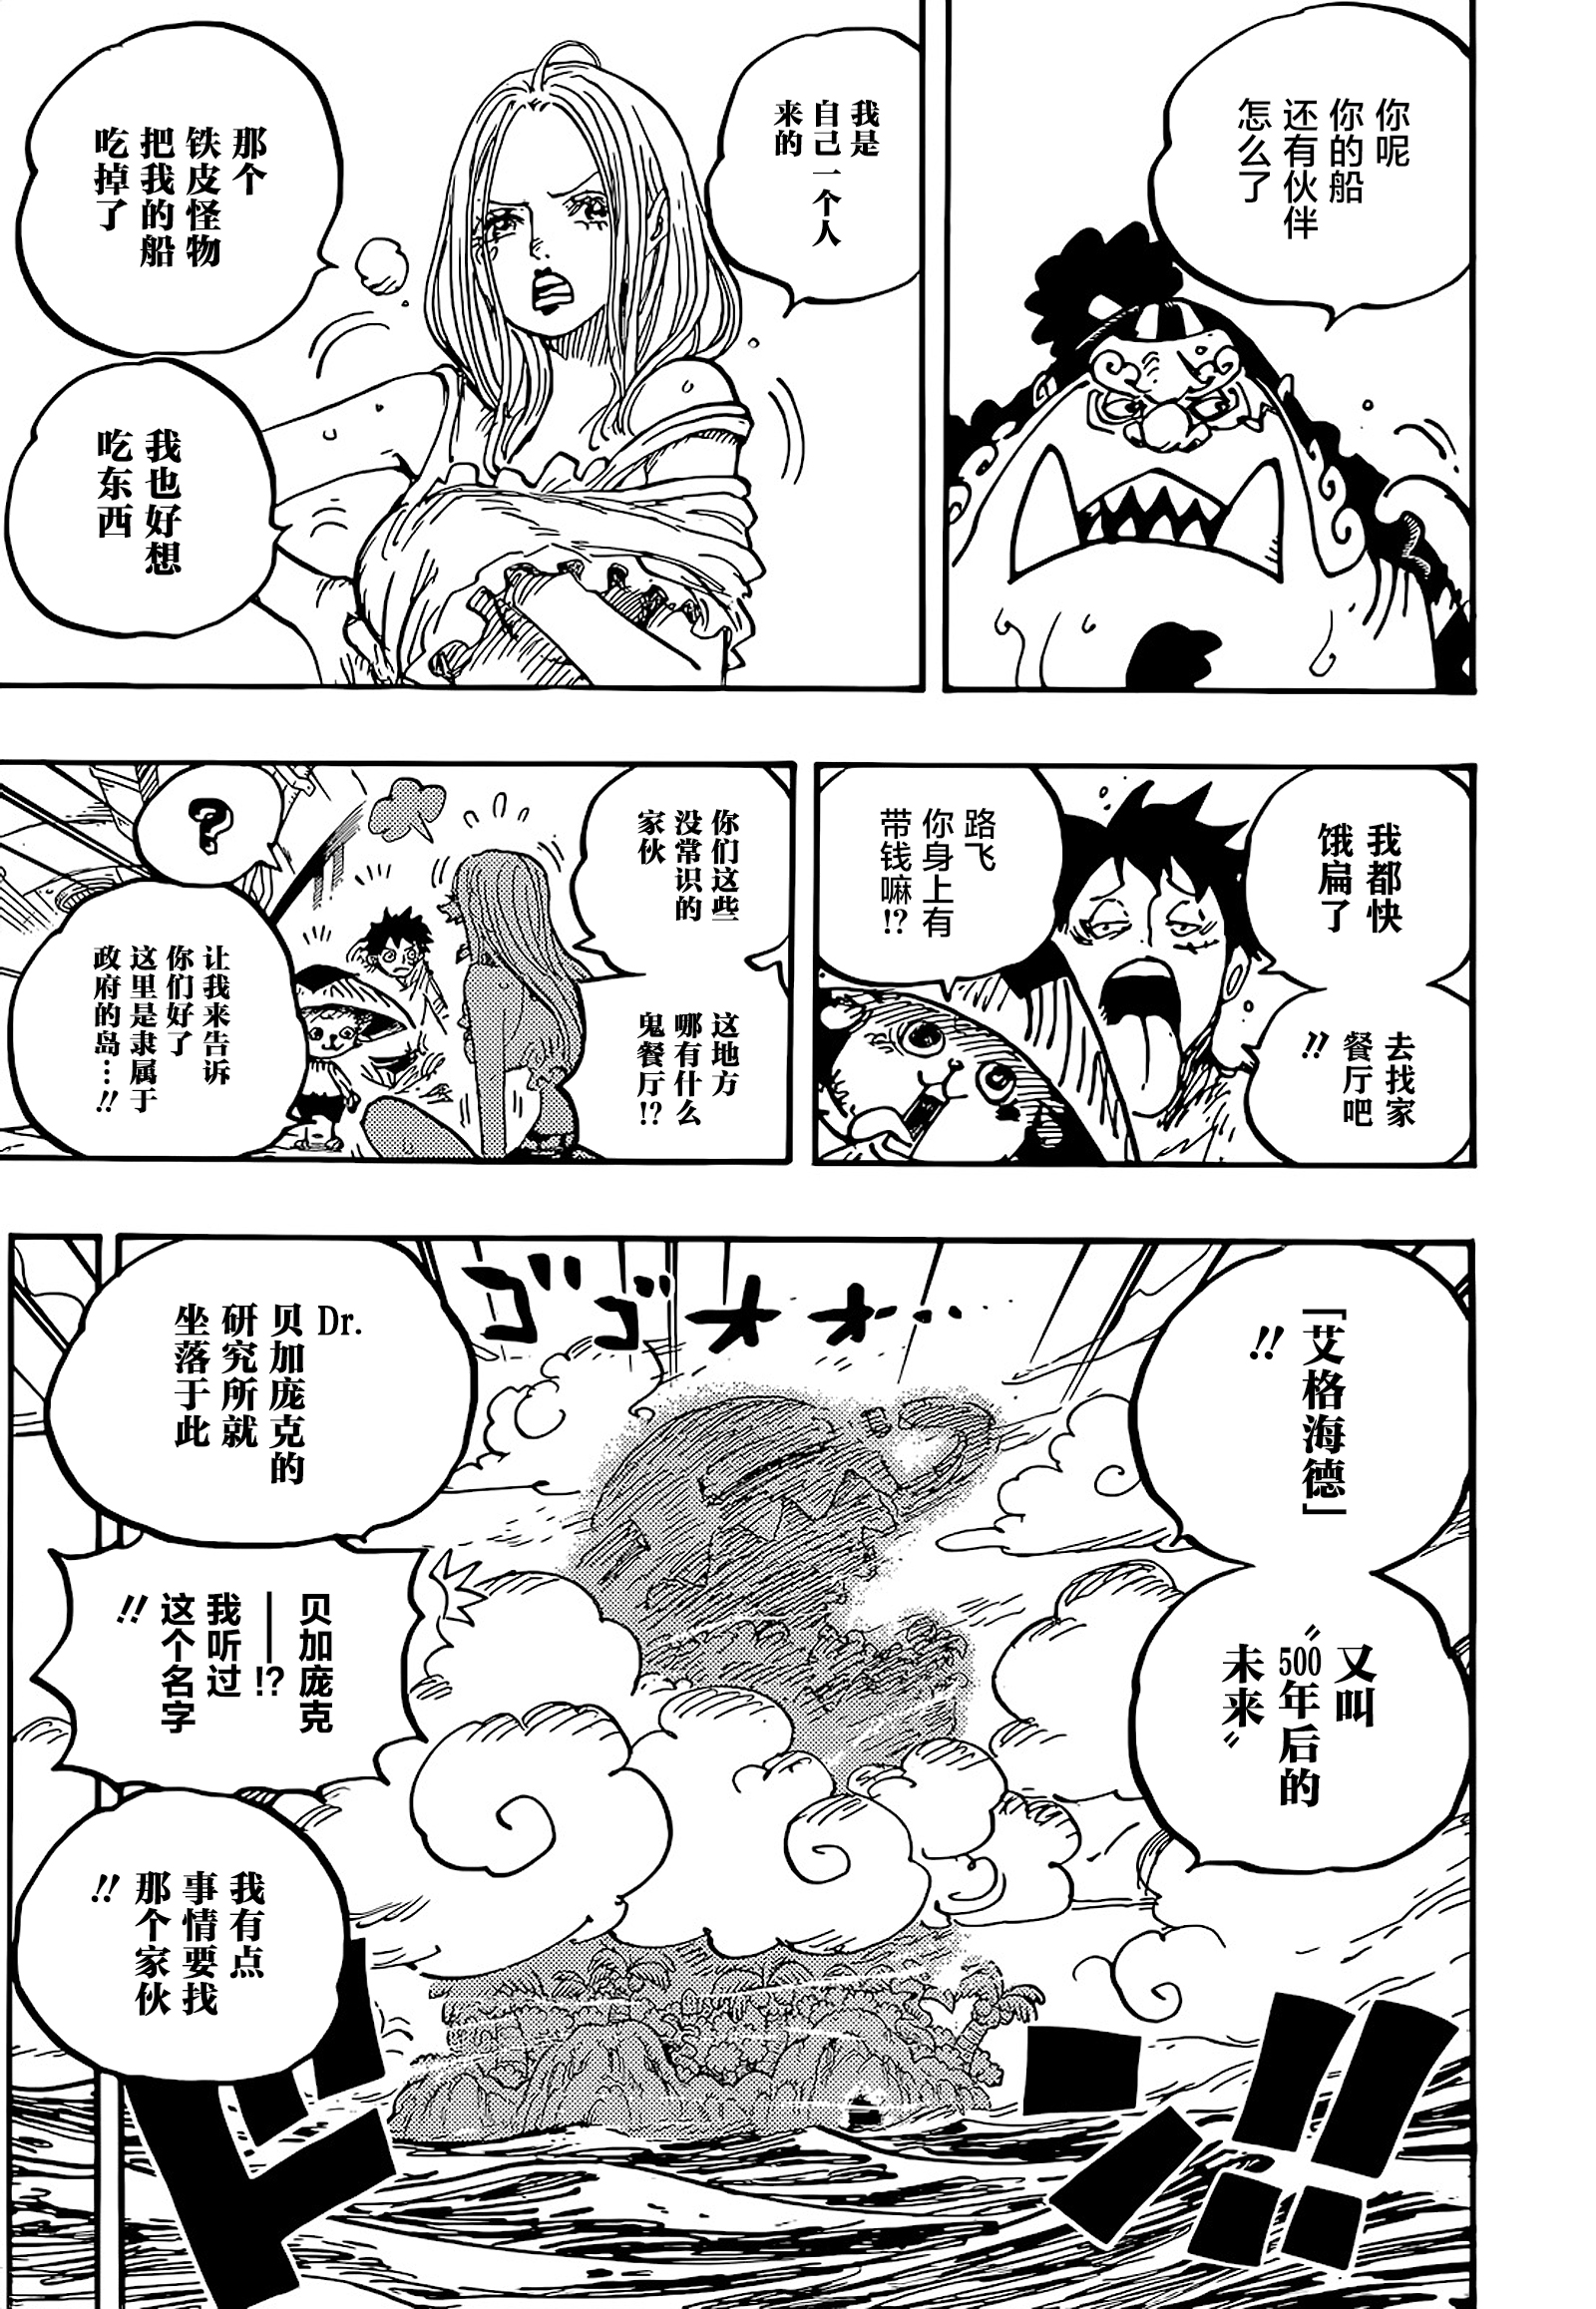 你呢
你的船
还有伙伴
怎么了
我是
自己一个人
来的
那个
铁皮怪物
把我的船
吃掉了
我也好想
吃东西
我都快
饿扁了
去找家
餐厅吧
!!
路飞
你身上有
带钱嘛!?
你们这些
没常识的
家伙
这地方
哪有什么
鬼餐厅!?
?
让我来告诉
你们好了
这里是隶属于
政府的岛…!!
「艾格海德」
!!
又叫
〝500年后的
未来〞
ゴゴオオ…
Dr.
贝加庞克的
研究所就
坐落于此
贝加庞克
——!?
我听过
这个名字
!!
我有点
事情要找
那个家伙
!!
ドン!!